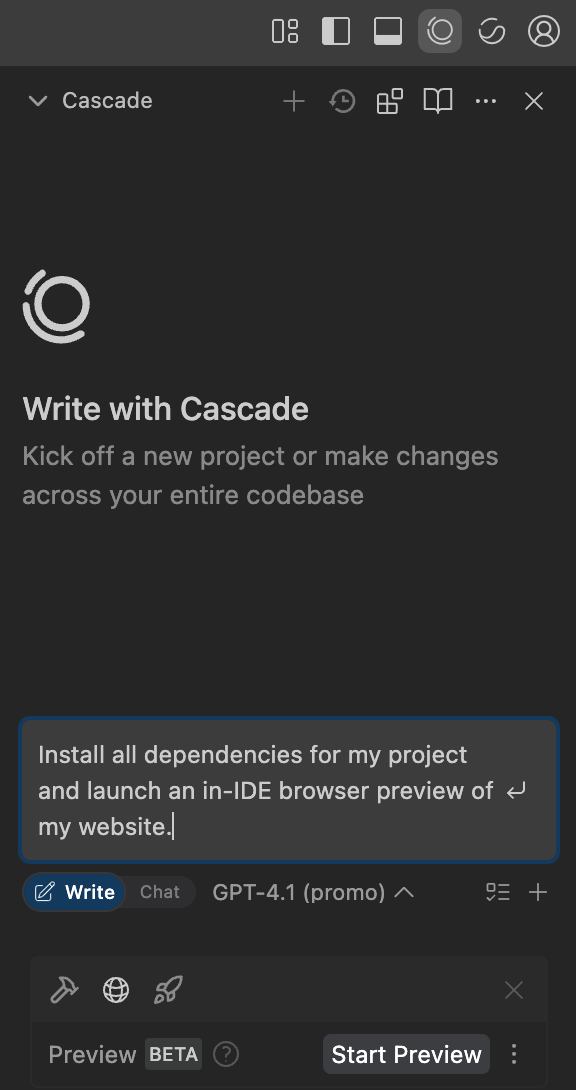 Cascade
Write with Cascade
Kick off a new project or make changes
across your entire codebase
Install all dependencies for my project
and launch an in-IDE browser preview of
my website.
Write Chat GPT-4.1 (promo)
Preview BETA ? Start Preview